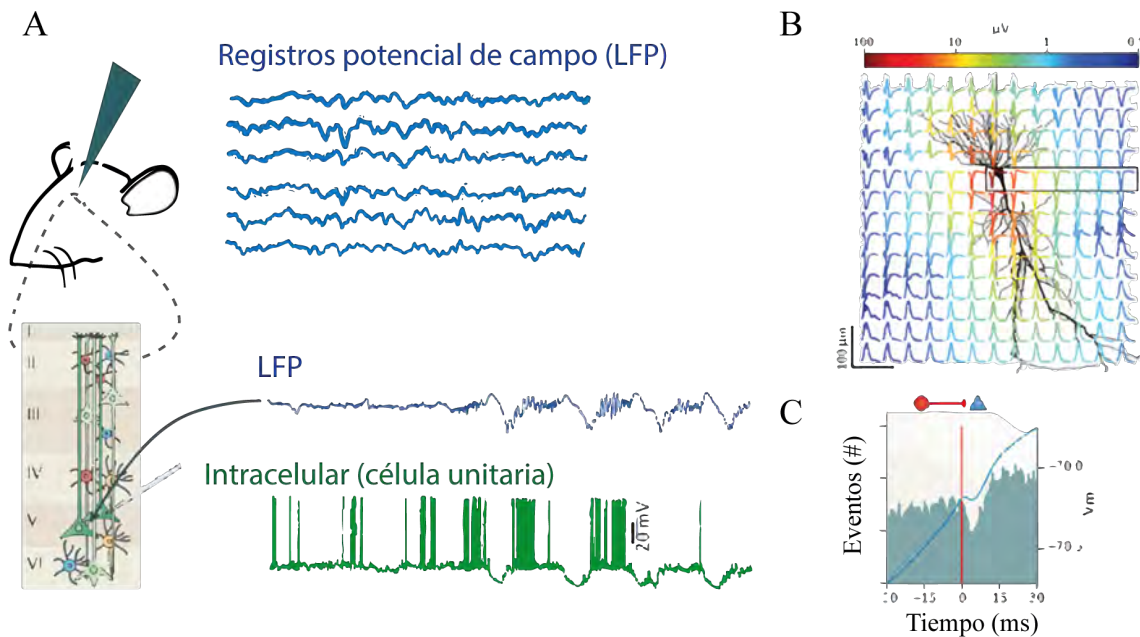 A
Registros potencial de campo (LFP)
I
II
III
IV
V
VI
LFP
Intracelular (célula unitaria)
20 mV
B
µV
100 10 1 0
100 µm
C
Eventos (#)
-15 0 15
Tiempo (ms)
Vm